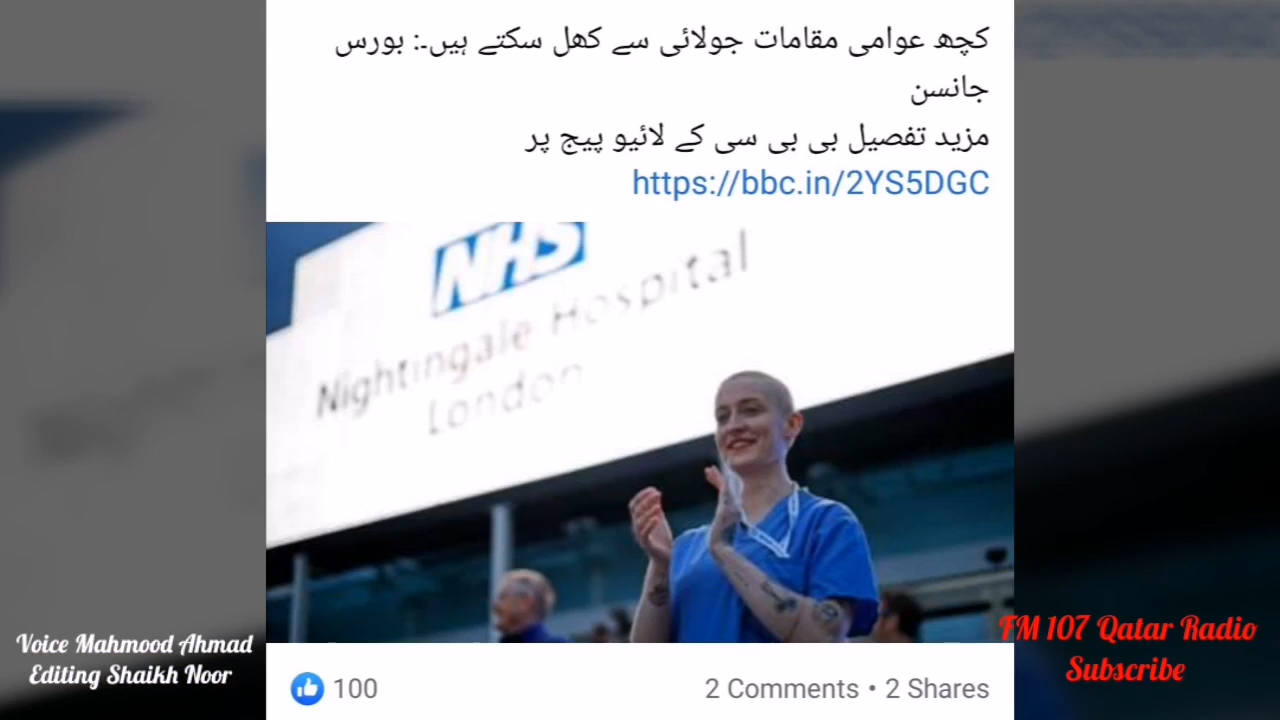 کچھ عوامی مقامات جولائی سے کھل سکتے ہیں۔: بورس
جانسن
مزید تفصیل بی بی سی کے لائیو پیج پر
https://bbc.in/2YS5DGC
NHS
Nightingale Hospital
London
Voice Mahmood Ahmad
Editing Shaikh Noor
FM 107 Qatar Radio
Subscribe
100
2 Comments • 2 Shares